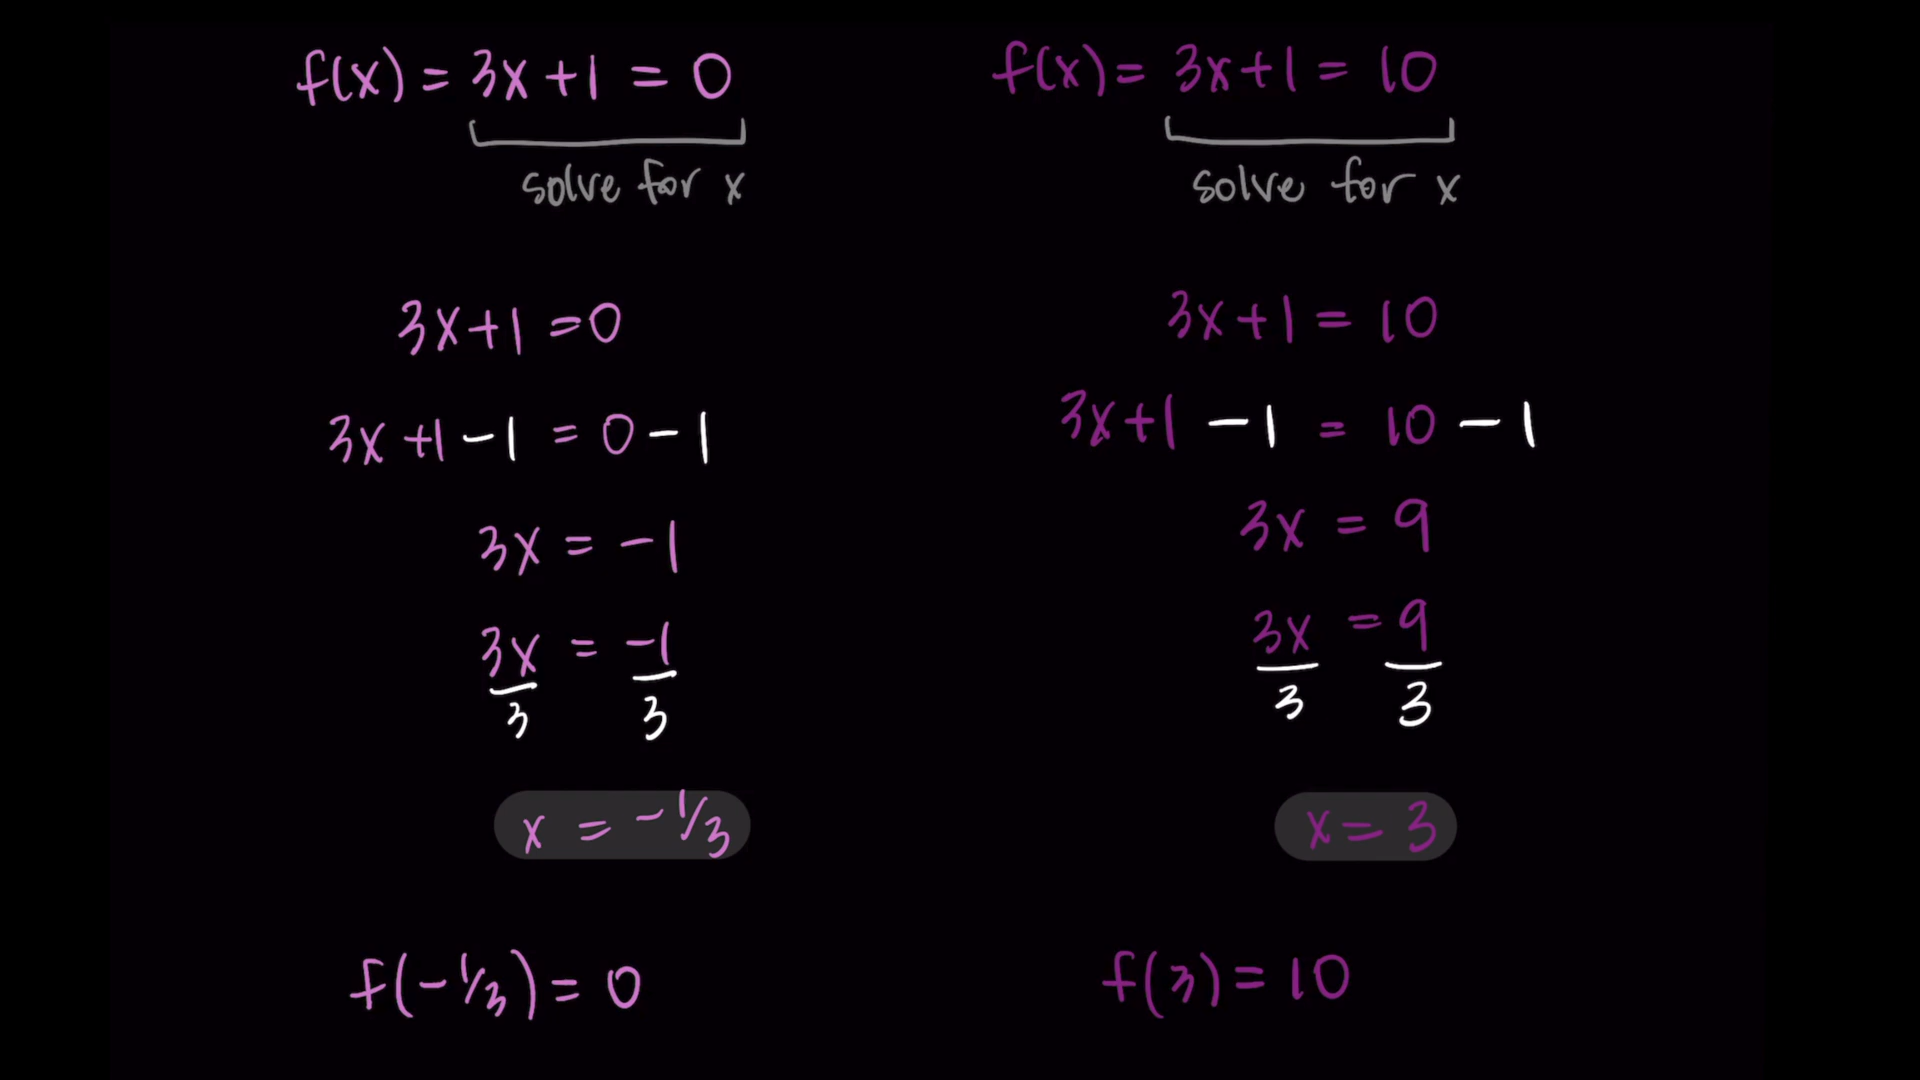 f(x) = 3x + 1 = 0
solve for x
3x + 1 = 0
3x + 1 - 1 = 0 - 1
3x = -1
3x/3 = -1/3
x = -1/3
f(-1/3) = 0
f(x) = 3x + 1 = 10
solve for x
3x + 1 = 10
3x + 1 - 1 = 10 - 1
3x = 9
3x/3 = 9/3
x = 3
f(3) = 10